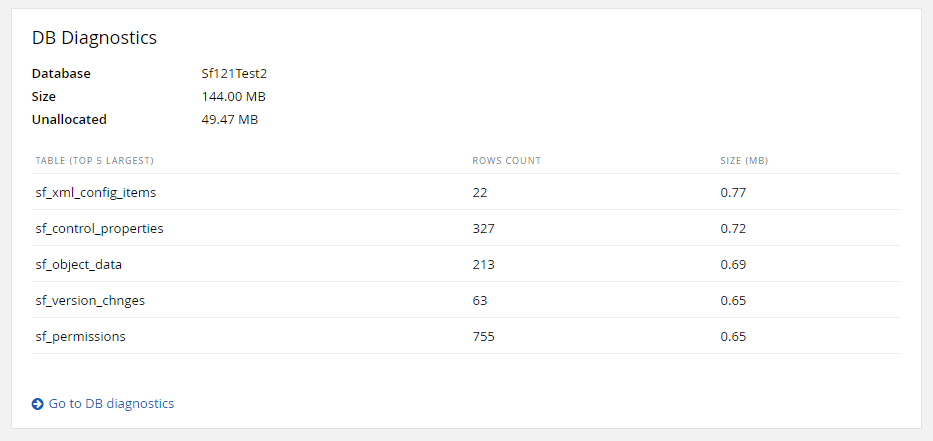 DB Diagnostics
Database Sf121Test2
Size 144.00 MB
Unallocated 49.47 MB
TABLE (TOP 5 LARGEST) ROWS COUNT SIZE (MB)
sf_xml_config_items 22 0.77
sf_control_properties 327 0.72
sf_object_data 213 0.69
sf_version_chnges 63 0.65
sf_permissions 755 0.65
Go to DB diagnostics